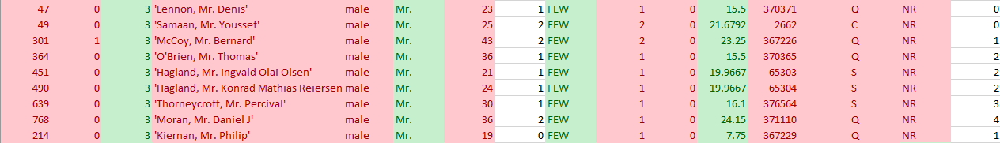 47 0 3 'Lennon, Mr. Denis' male Mr. 23 1 FEW 1 0 15.5 370371 Q NR 0
49 0 3 'Samaan, Mr. Youssef' male Mr. 25 2 FEW 2 0 21.6792 2662 C NR 0
301 1 3 'McCoy, Mr. Bernard' male Mr. 43 2 FEW 2 0 23.25 367226 Q NR 1
364 0 3 'O'Brien, Mr. Thomas' male Mr. 36 1 FEW 1 0 15.5 370365 Q NR 2
451 0 3 'Hagland, Mr. Ingvald Olai Olsen' male Mr. 21 1 FEW 1 0 19.9667 65303 S NR 2
490 0 3 'Hagland, Mr. Konrad Mathias Reiersen male Mr. 24 1 FEW 1 0 19.9667 65304 S NR 2
639 0 3 'Thorneycroft, Mr. Percival' male Mr. 30 1 FEW 1 0 16.1 376564 S NR 3
768 0 3 'Moran, Mr. Daniel J' male Mr. 36 2 FEW 1 0 24.15 371110 Q NR 4
214 0 3 'Kiernan, Mr. Philip' male Mr. 19 0 FEW 1 0 7.75 367229 Q NR 1